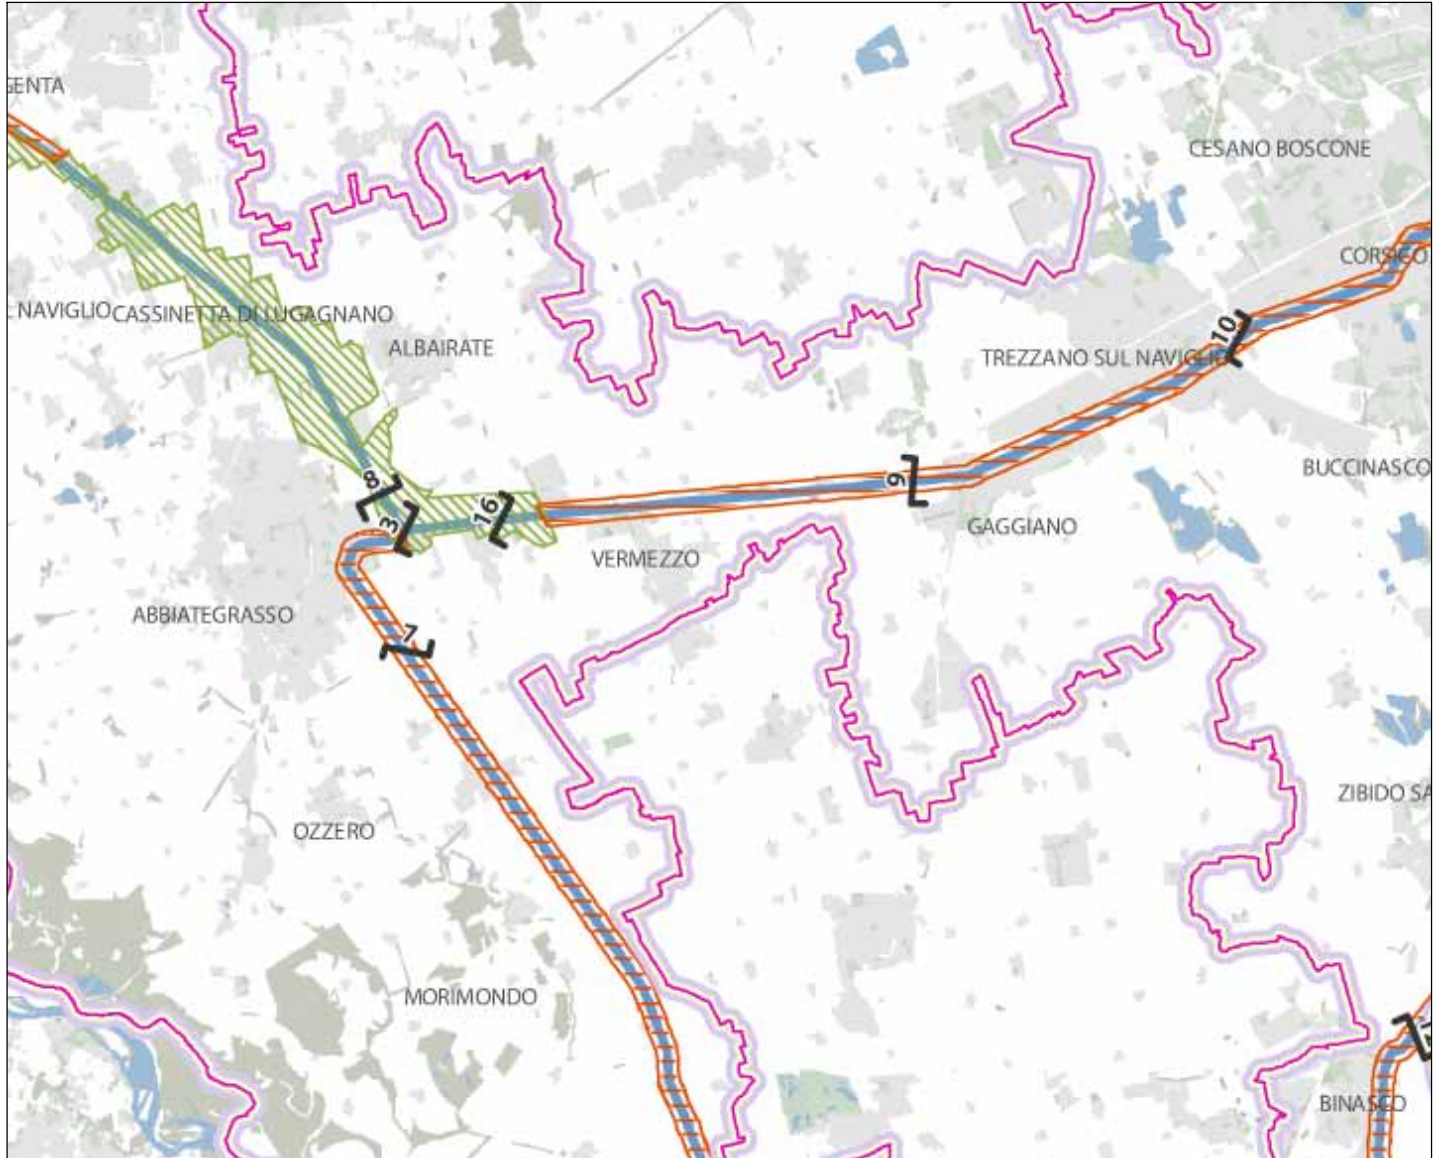 GENTA
CESANO BOSCONE
CORSICO
NAVIGLIO
CASSINETTA DI LUGAGNANO
ALBAIRATE
10
TREZZANO SUL NAVIGLIO
BUCCINASCO
8
9
16
3
GAGGIANO
VERMEZZO
ABBIATEGRASSO
7
ZIBIDO SA
OZZERO
MORIMONDO
BINASCO